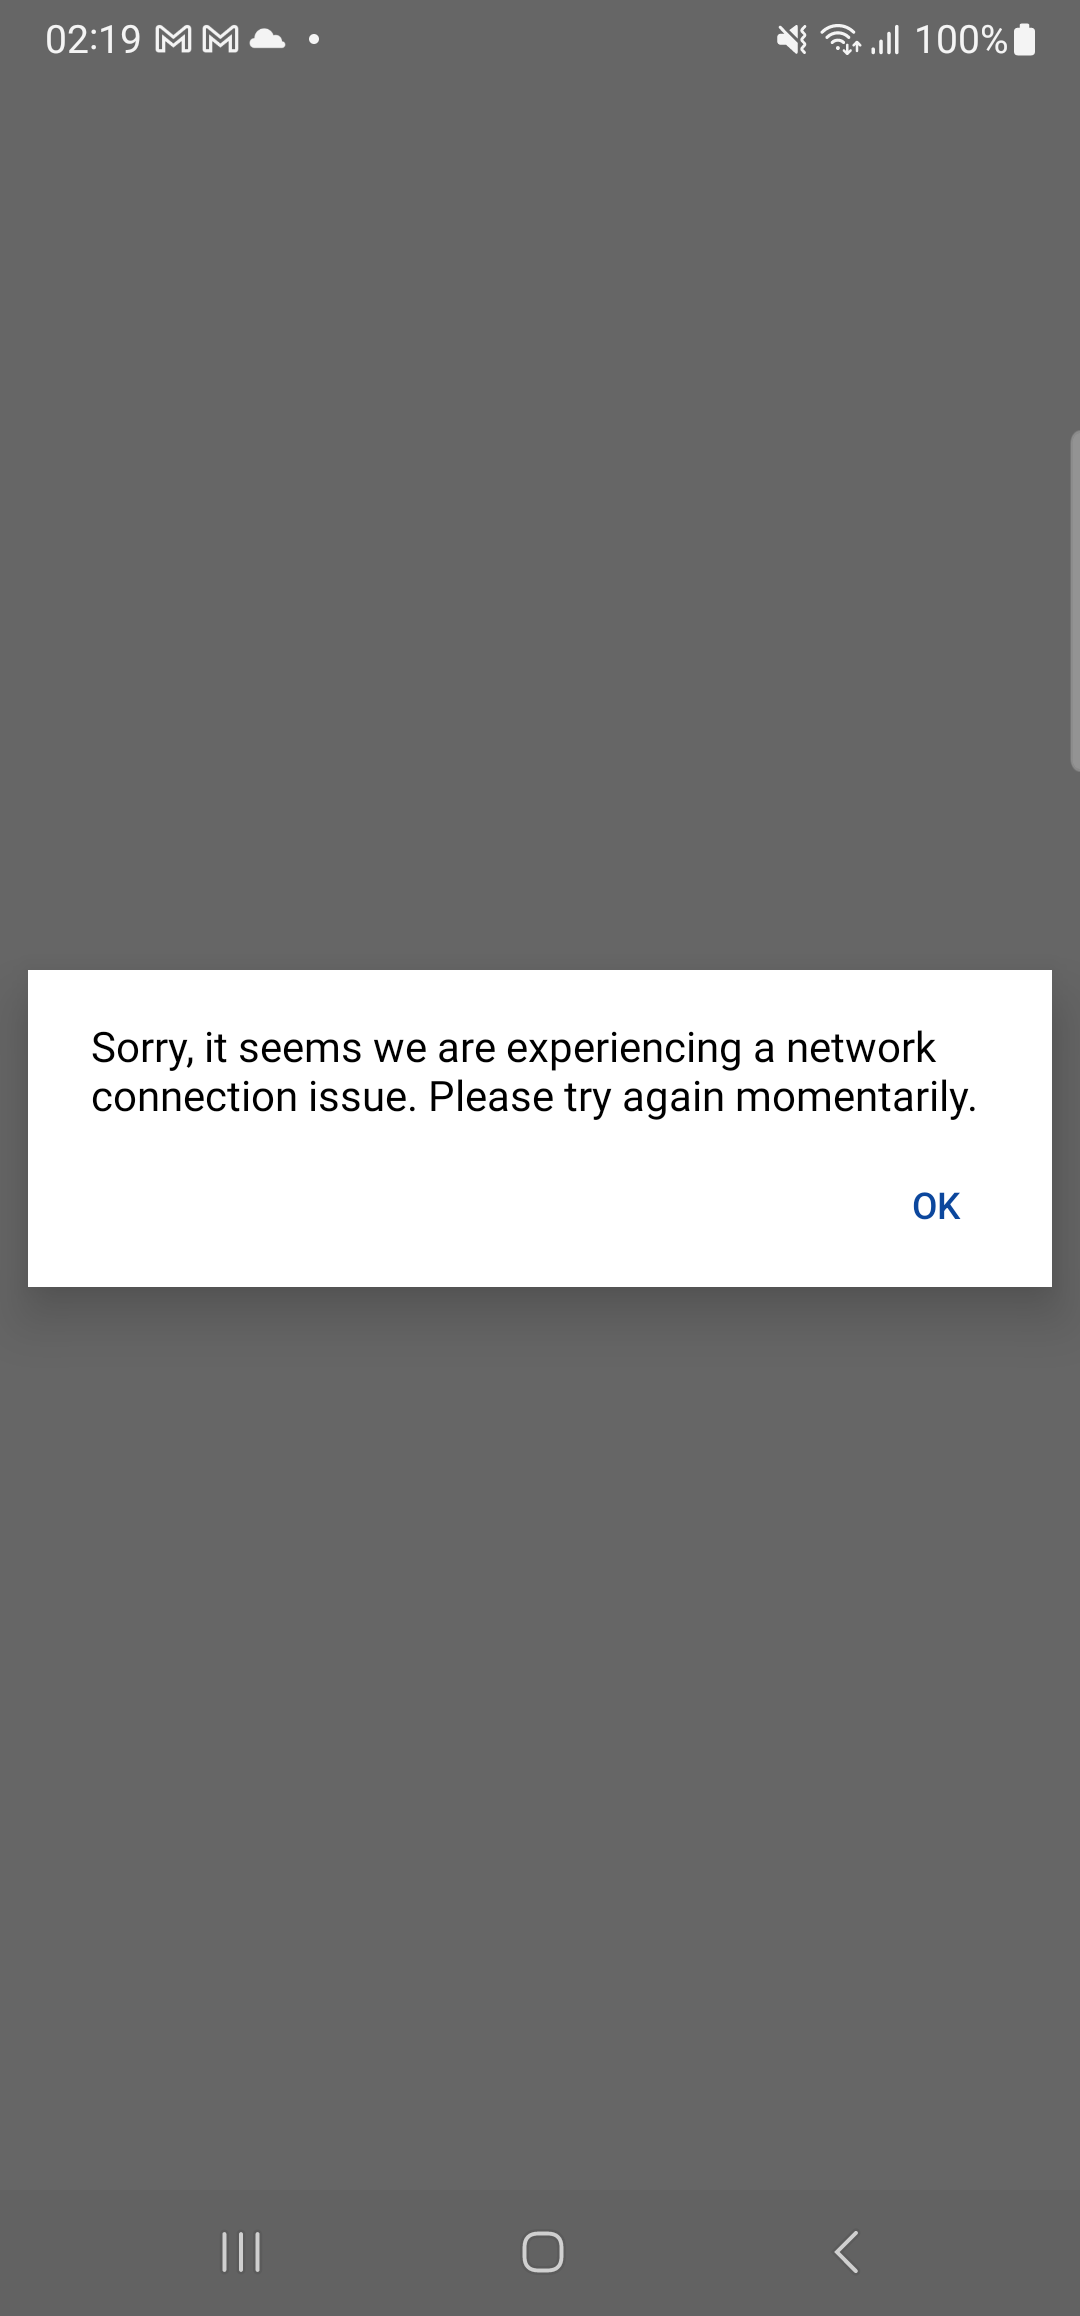 02:19
100%
Sorry, it seems we are experiencing a network
connection issue. Please try again momentarily.
OK